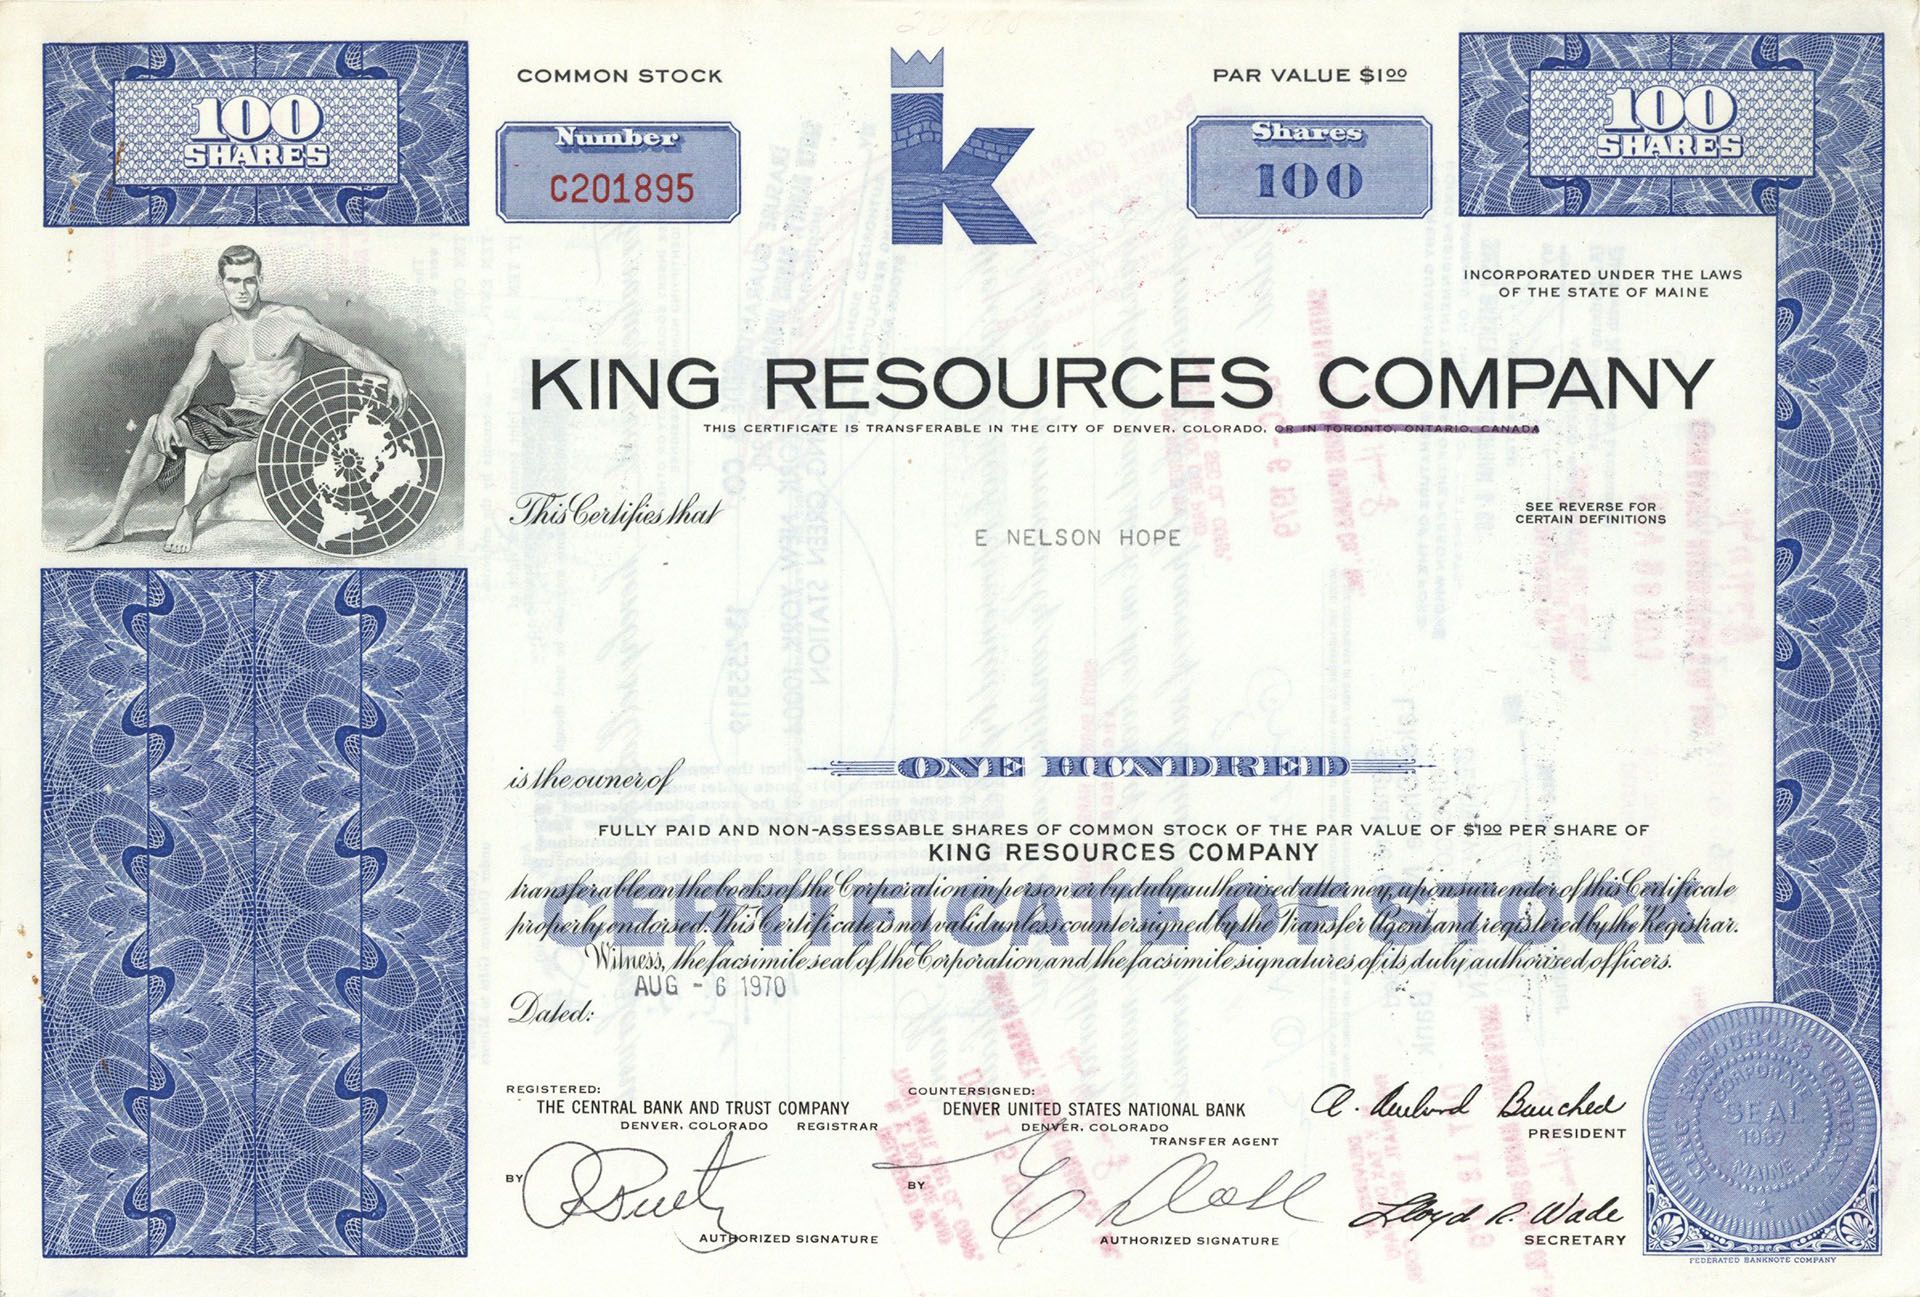 100
SHARES
COMMON STOCK
Number
C201895
k
PAR VALUE $1.00
Shares
100
100
SHARES
INCORPORATED UNDER THE LAWS
OF THE STATE OF MAINE
KING RESOURCES COMPANY
THIS CERTIFICATE IS TRANSFERABLE IN THE CITY OF DENVER, COLORADO, OR IN TORONTO, ONTARIO, CANADA
This Certifies that
E NELSON HOPE
SEE REVERSE FOR
CERTAIN DEFINITIONS
is the owner of
ONE HUNDRED
FULLY PAID AND NON-ASSESSABLE SHARES OF COMMON STOCK OF THE PAR VALUE OF $1.00 PER SHARE OF
KING RESOURCES COMPANY
CERTIFICATE OF STOCK
transferable on the books of the Corporation in person or by duly authorized attorney, upon surrender of this Certificate
properly endorsed. This Certificate is not valid unless countersigned by the Transfer Agent and registered by the Registrar.
Witness, the facsimile seal of the Corporation and the facsimile signatures of its duly authorized officers.
AUG - 6 1970
Dated:
REGISTERED:
THE CENTRAL BANK AND TRUST COMPANY
DENVER, COLORADO REGISTRAR
BY
AUTHORIZED SIGNATURE
COUNTERSIGNED:
DENVER UNITED STATES NATIONAL BANK
DENVER, COLORADO
TRANSFER AGENT
BY
AUTHORIZED SIGNATURE
PRESIDENT
Lloyd R. Wade
SECRETARY
KING RESOURCES COMPANY
CORPORATE
SEAL
1967
MAINE
FEDERATED BANKNOTE COMPANY